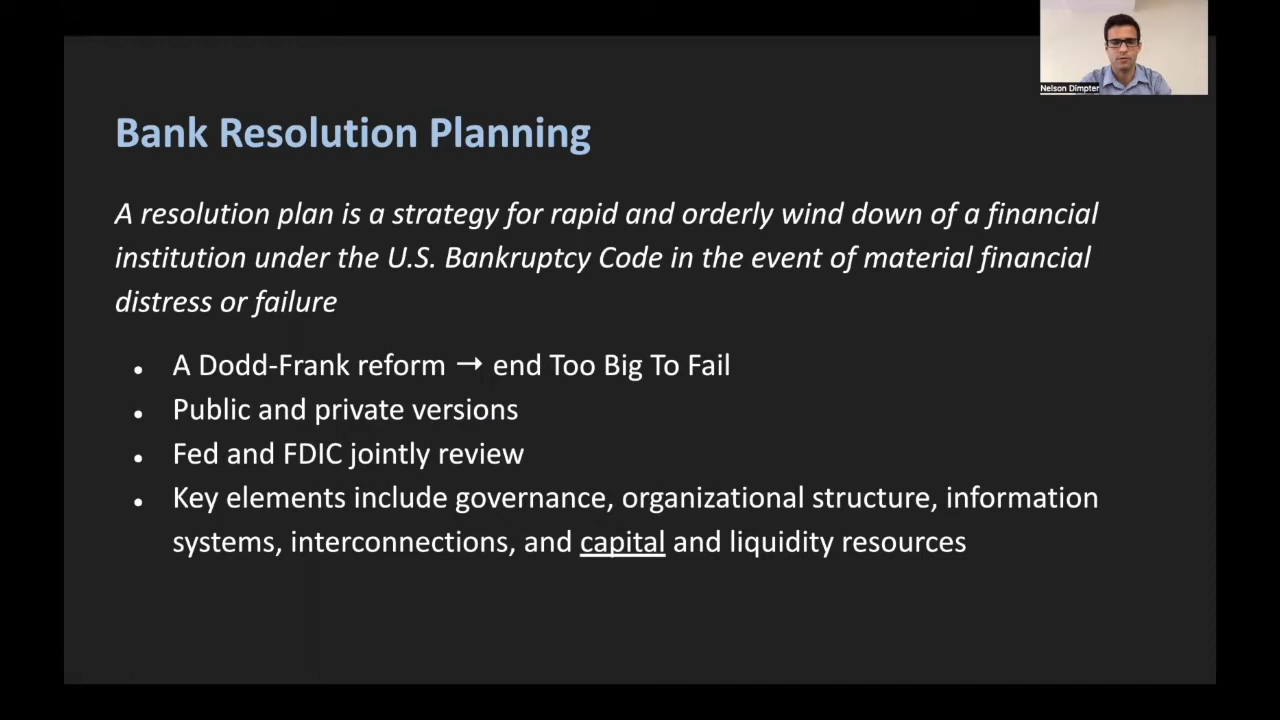 Nelson Dimpter
Bank Resolution Planning
A resolution plan is a strategy for rapid and orderly wind down of a financial
institution under the U.S. Bankruptcy Code in the event of material financial
distress or failure
• A Dodd-Frank reform → end Too Big To Fail
• Public and private versions
• Fed and FDIC jointly review
• Key elements include governance, organizational structure, information
systems, interconnections, and capital and liquidity resources